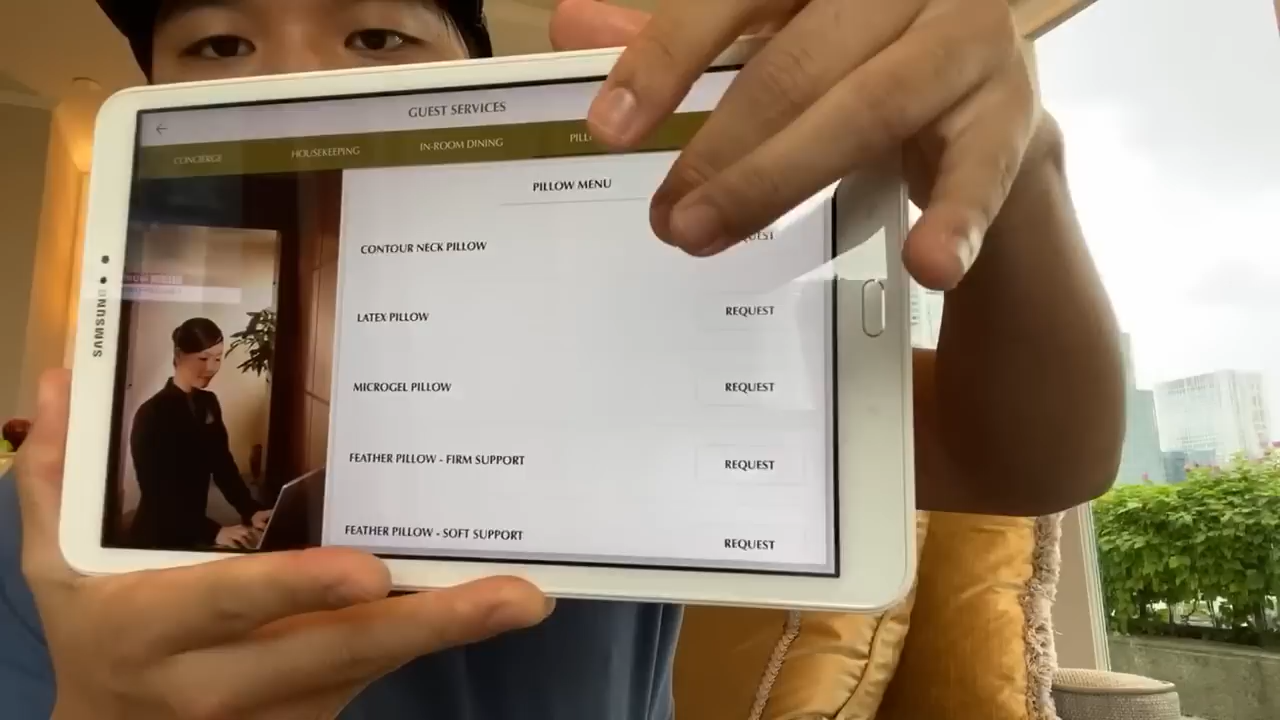 GUEST SERVICES
CONCIERGE HOUSEKEEPING IN-ROOM DINING
PILLOW MENU
CONTOUR NECK PILLOW
LATEX PILLOW REQUEST
MICROGEL PILLOW REQUEST
FEATHER PILLOW - FIRM SUPPORT REQUEST
FEATHER PILLOW - SOFT SUPPORT REQUEST
SAMSUNG